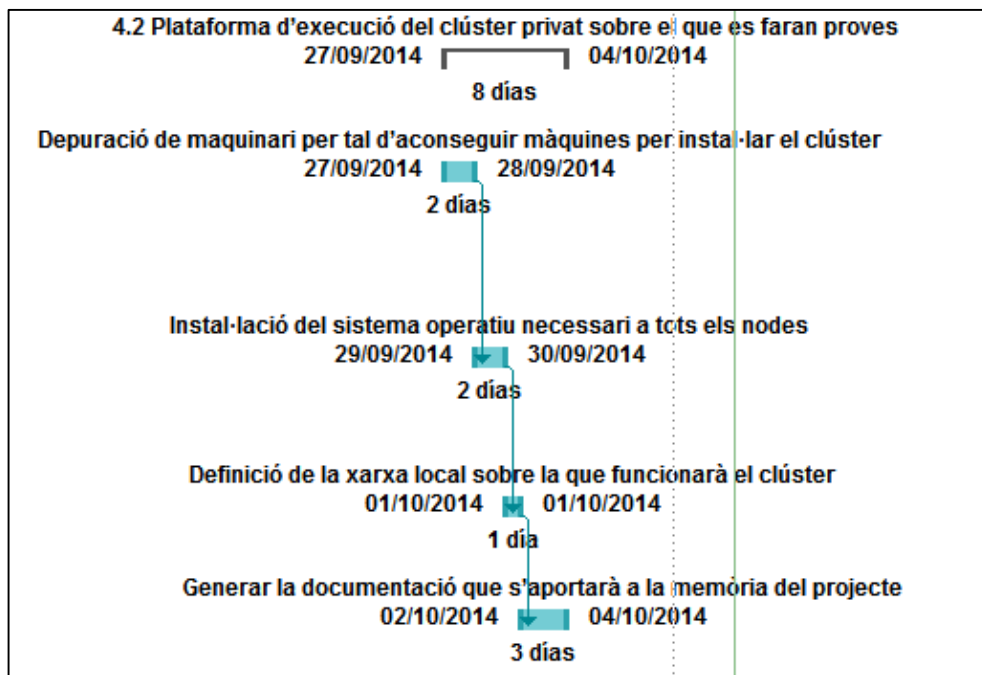 4.2 Plataforma d'execució del clúster privat sobre el que es faran proves
27/09/2014 04/10/2014
8 días
Depuració de maquinari per tal d'aconseguir màquines per instal·lar el clúster
27/09/2014 28/09/2014
2 días
Instal·lació del sistema operatiu necessari a tots els nodes
29/09/2014 30/09/2014
2 días
Definició de la xarxa local sobre la que funcionarà el clúster
01/10/2014 01/10/2014
1 día
Generar la documentació que s'aportarà a la memòria del projecte
02/10/2014 04/10/2014
3 días